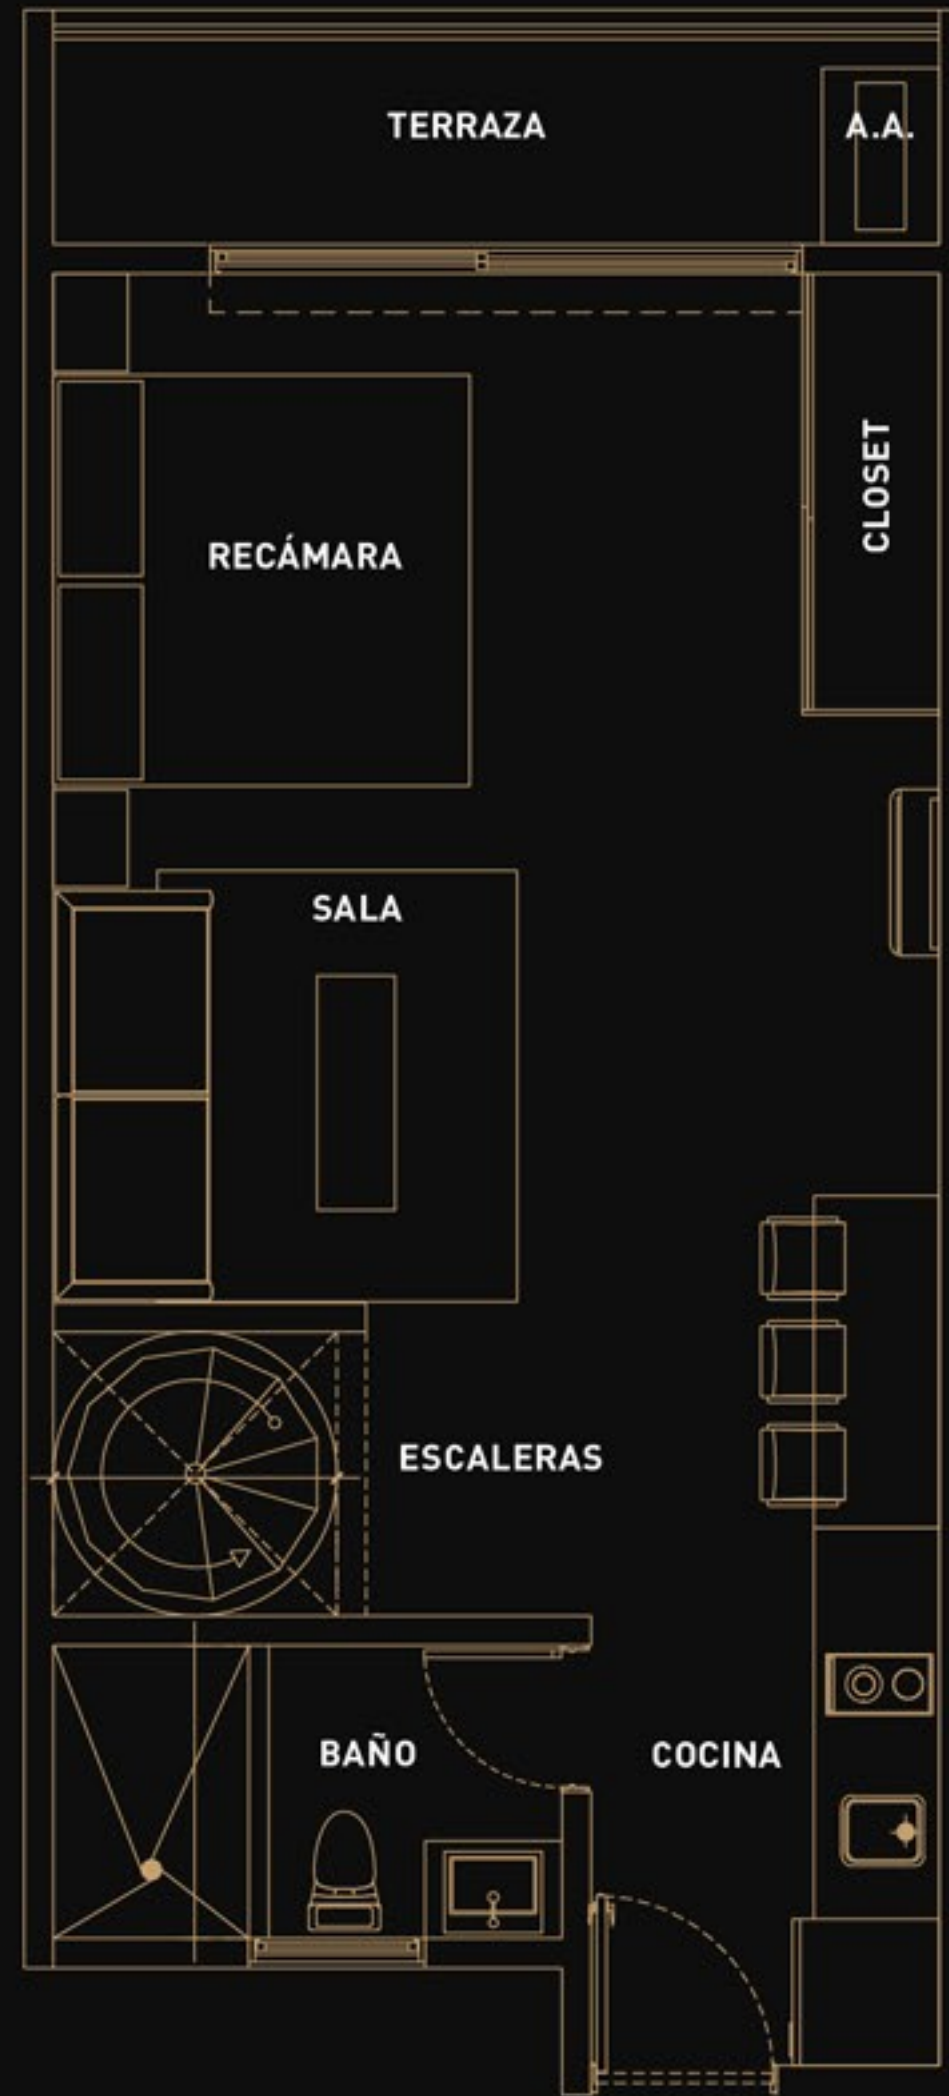 TERRAZA
A.A.
CLOSET
RECÁMARA
SALA
ESCALERAS
BAÑO
COCINA